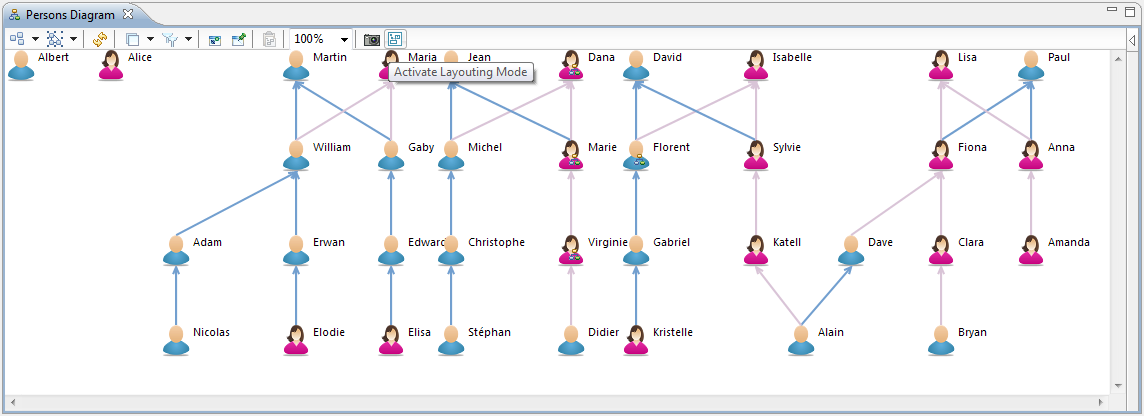 Persons Diagram
100%
Albert Alice Martin Maria Jean Dana David Isabelle Lisa Paul
Activate Layouting Mode
William Gaby Michel Marie Florent Sylvie Fiona Anna
Adam Erwan Edward Christophe Virginie Gabriel Katell Dave Clara Amanda
Nicolas Elodie Elisa Stéphan Didier Kristelle Alain Bryan